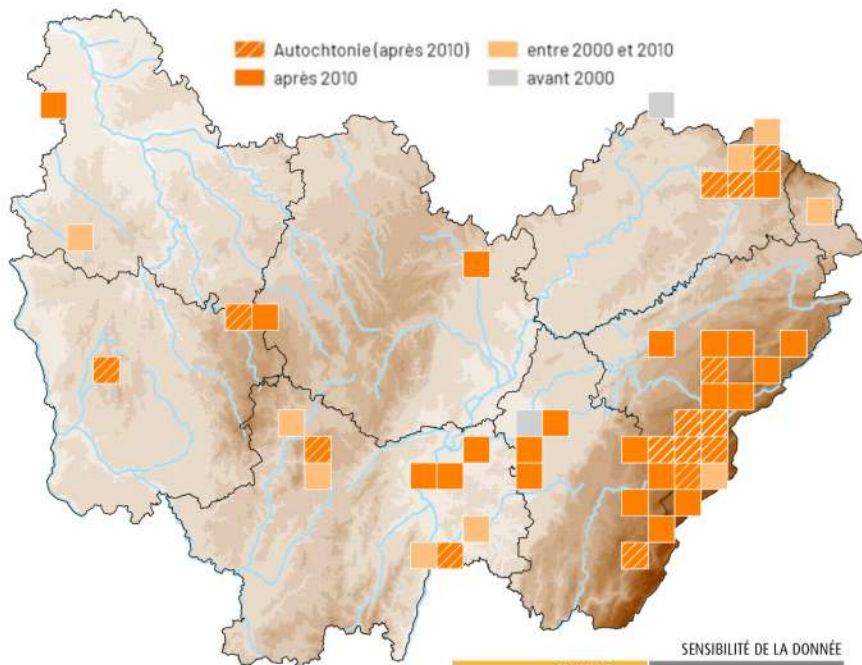 Autochtonie (après 2010)
entre 2000 et 2010
après 2010
avant 2000
SENSIBILITÉ DE LA DONNÉE